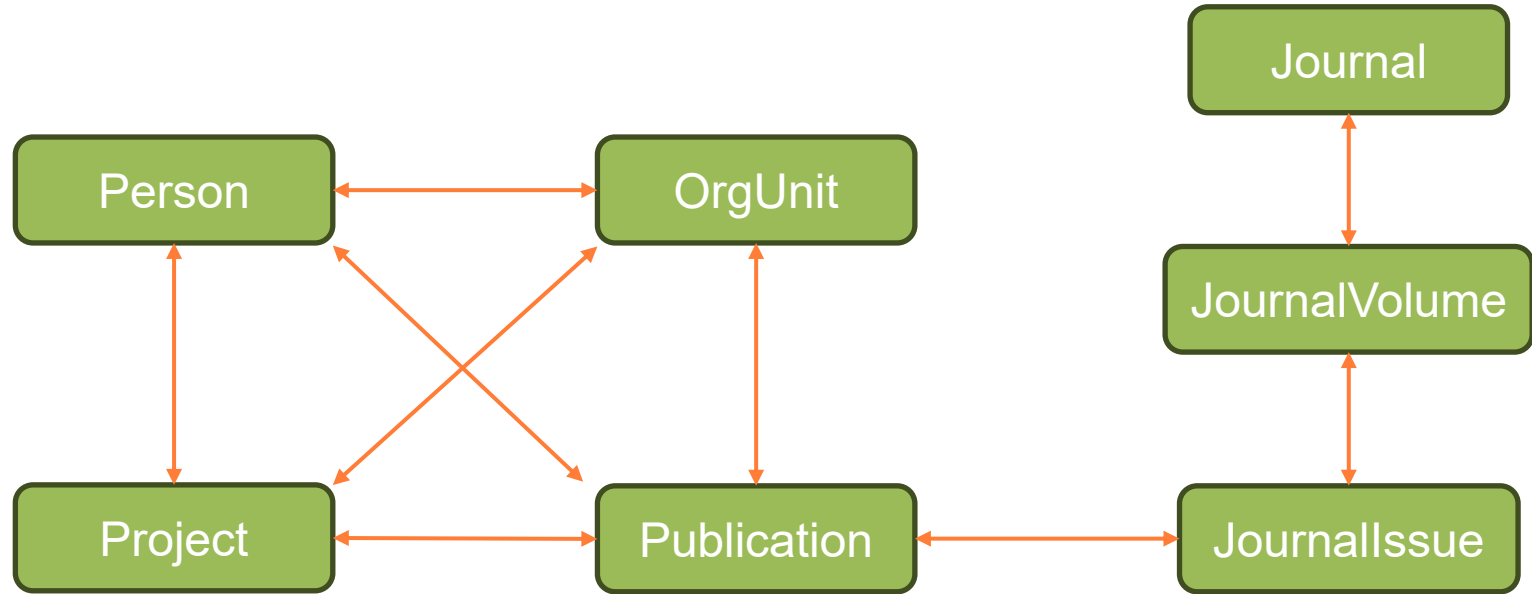 Journal
Person
OrgUnit
JournalVolume
Project
Publication
JournalIssue